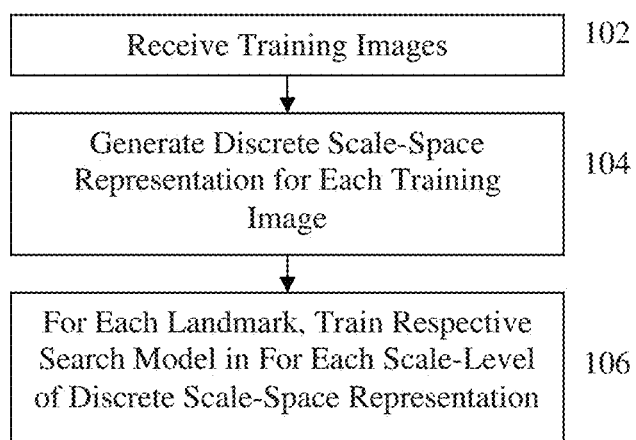 Receive Training Images
102
Generate Discrete Scale-Space
Representation for Each Training
Image
104
For Each Landmark, Train Respective
Search Model in For Each Scale-Level
of Discrete Scale-Space Representation
106